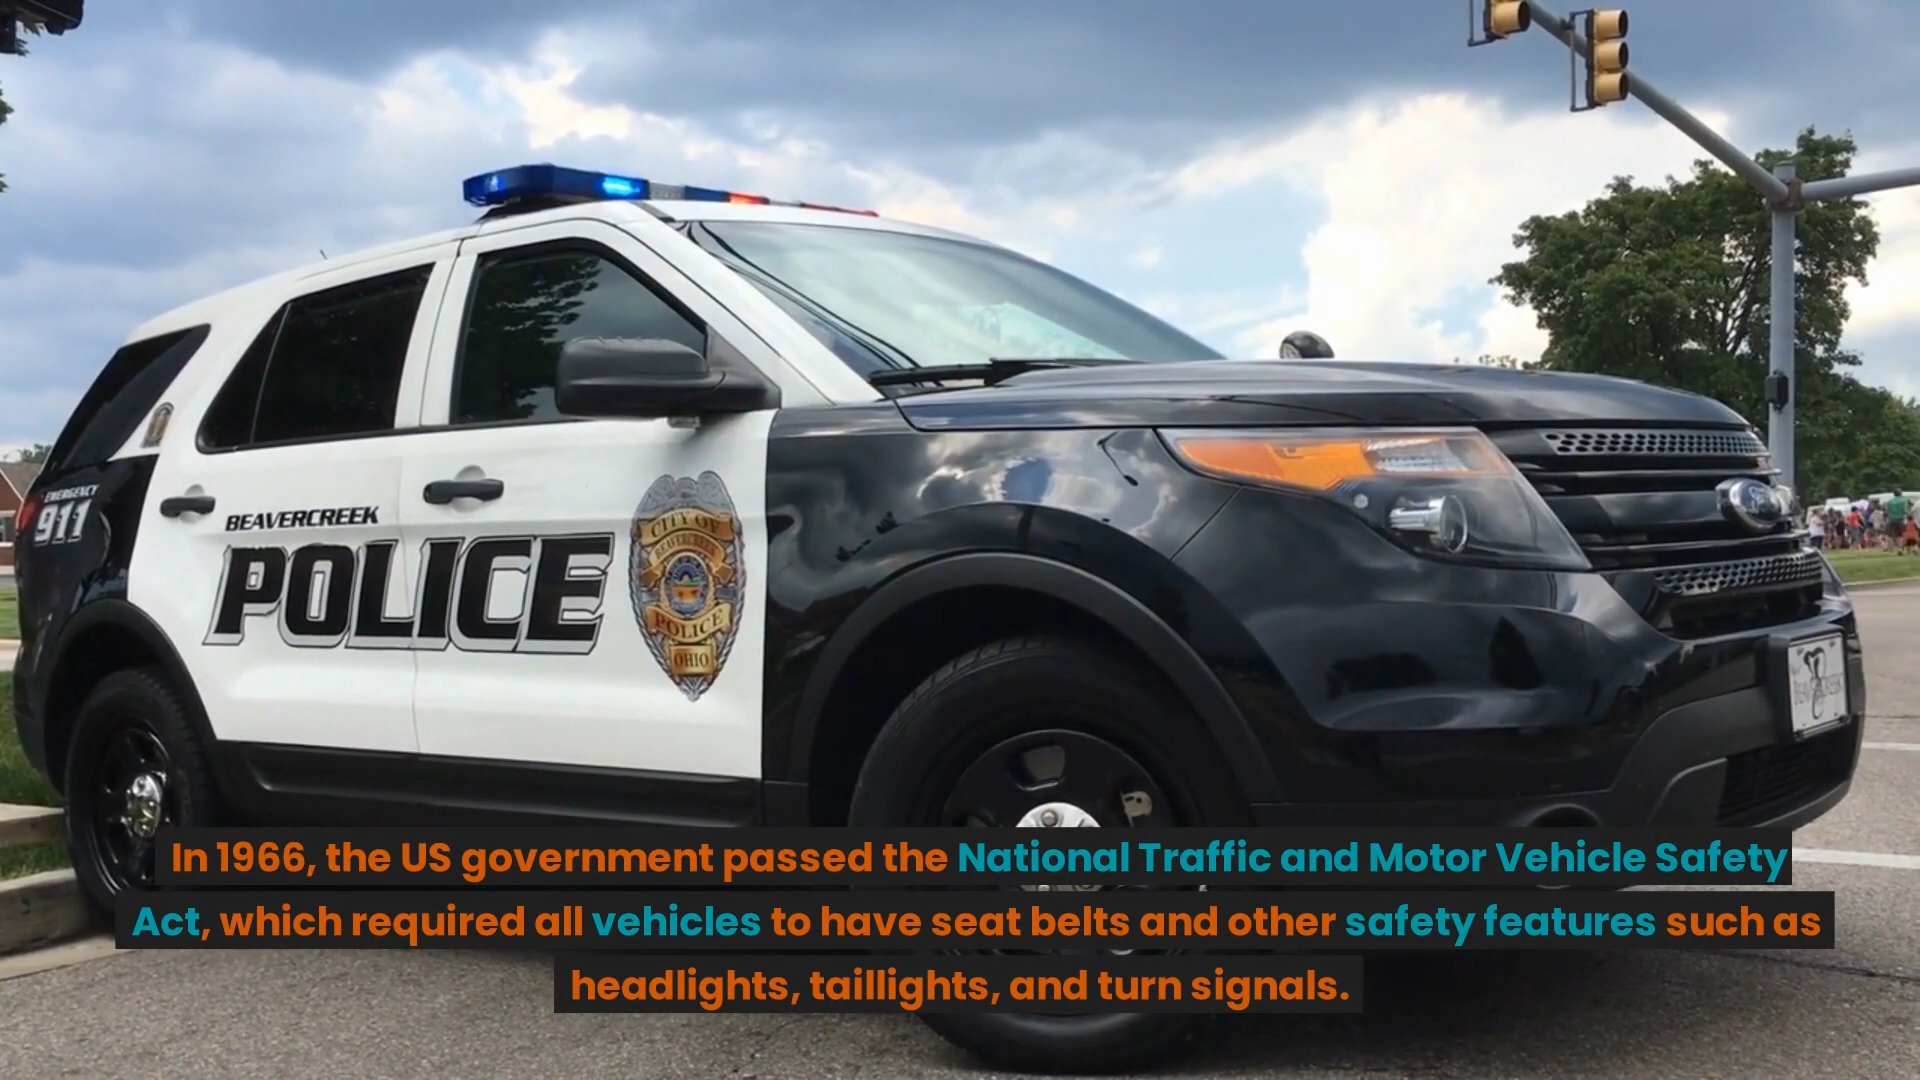 EMERGENCY
911
BEAVERCREEK
POLICE
CITY OF
BEAVERCREEK
POLICE
OHIO
Ford
In 1966, the US government passed the National Traffic and Motor Vehicle Safety
Act, which required all vehicles to have seat belts and other safety features such as
headlights, taillights, and turn signals.